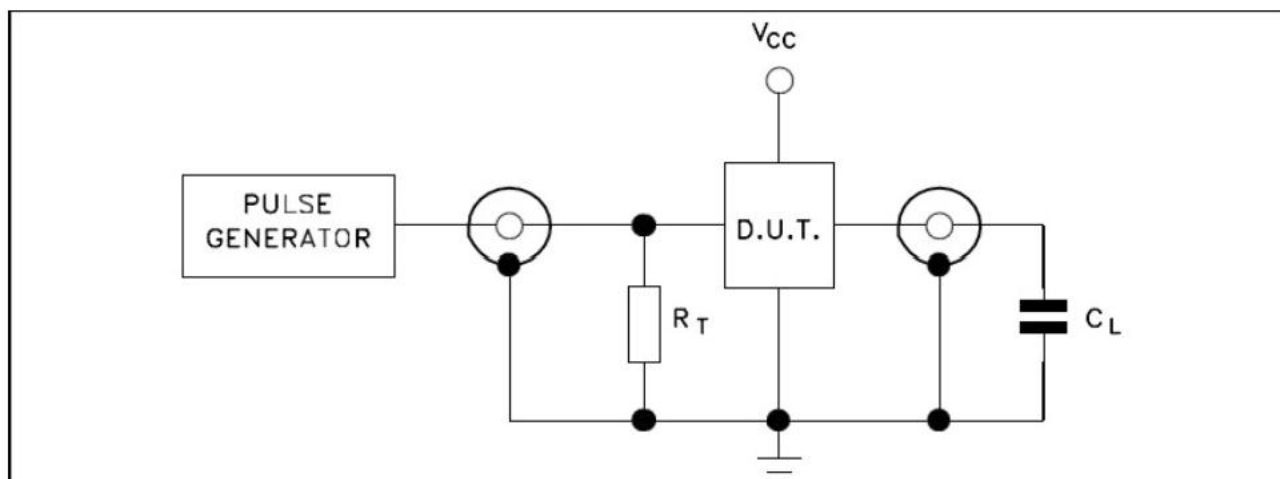 VCC
PULSE
GENERATOR
D.U.T.
RT
CL